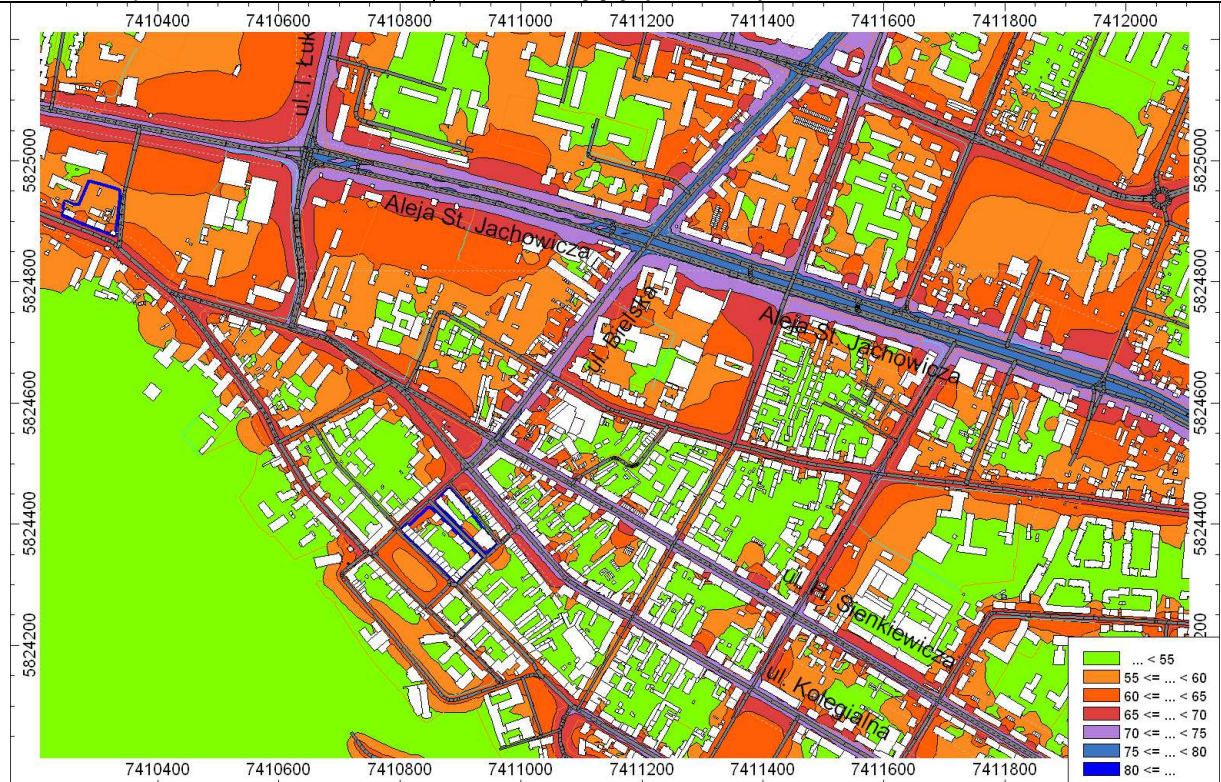 7410400 7410600 7410800 7411000 7411200 7411400 7411600 7411800 7412000
5825000 5825000
ul. I. Łuk
Aleja St. Jachowicza
5824800 5824800
ul. Bielska
Aleja St. Jachowicza
5824600 5824600
5824400 5824400
ul. H. Sienkiewicza
5824200 200
ul. Kolegialna
... < 55
55 <= ... < 60
60 <= ... < 65
65 <= ... < 70
70 <= ... < 75
75 <= ... < 80
80 <= ...
7410400 7410600 7410800 7411000 7411200 7411400 7411600 7411800